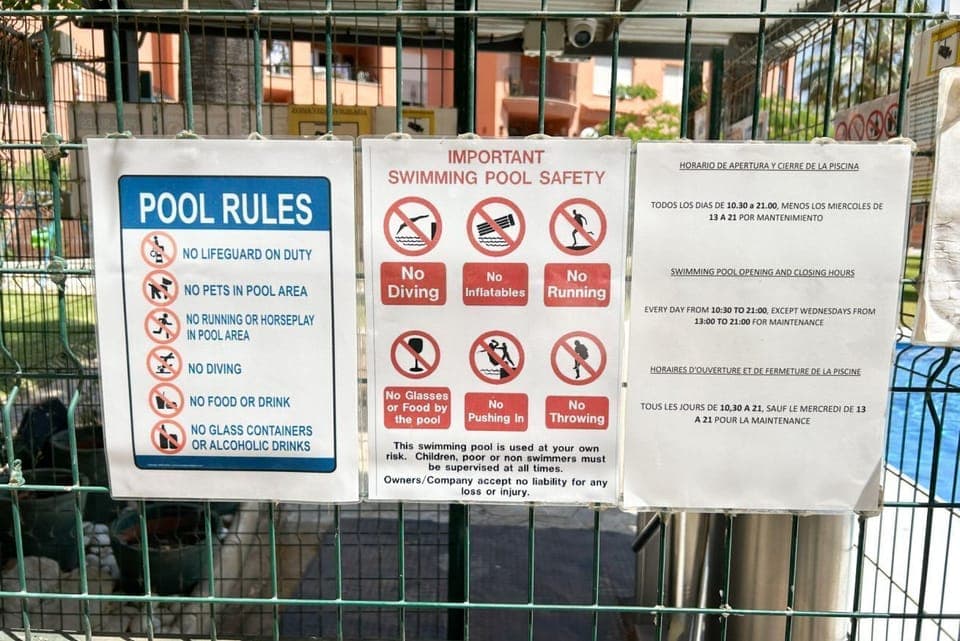 POOL RULES
NO LIFEGUARD ON DUTY
NO PETS IN POOL AREA
NO RUNNING OR HORSEPLAY
IN POOL AREA
NO DIVING
NO FOOD OR DRINK
NO GLASS CONTAINERS
OR ALCOHOLIC DRINKS
IMPORTANT
SWIMMING POOL SAFETY
No
Diving
No
Inflatables
No
Running
No Glasses
or Food by
the pool
No
Pushing In
No
Throwing
This swimming pool is used at your own
risk. Children, poor or non swimmers must
be supervised at all times.
Owners/Company accept no liability for any
loss or injury.
HORARIO DE APERTURA Y CIERRE DE LA PISCINA
TODOS LOS DIAS DE 10.30 a 21.00, MENOS LOS MIERCOLES DE
13 A 21 POR MANTENIMIENTO
SWIMMING POOL OPENING AND CLOSING HOURS
EVERY DAY FROM 10:30 TO 21:00, EXCEPT WEDNESDAYS FROM
13:00 TO 21:00 FOR MAINTENANCE
HORAIRES D'OUVERTURE ET DE FERMETURE DE LA PISCINE
TOUS LES JOURS DE 10,30 A 21, SAUF LE MERCREDI DE 13
A 21 POUR LA MAINTENANCE